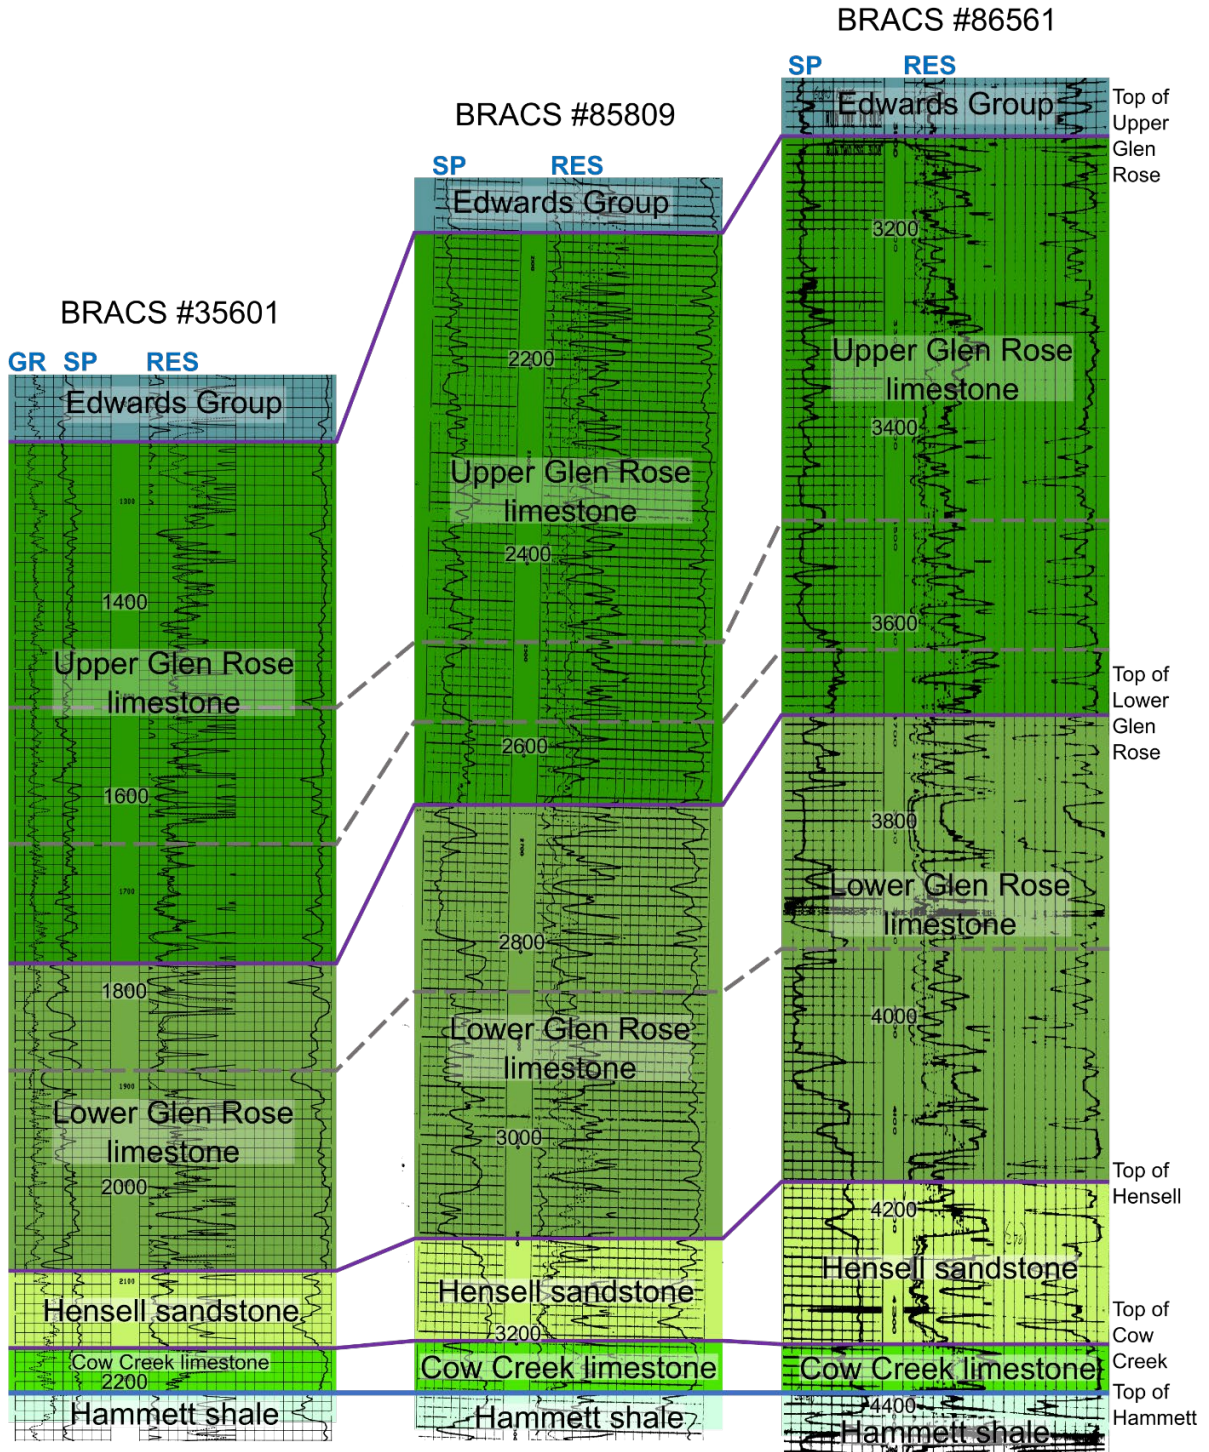 BRACS #86561
SP RES
Edwards Group
Top of
Upper
Glen
Rose
3200
Upper Glen Rose
limestone
3400
3600
Top of
Lower
Glen
Rose
3800
Lower Glen Rose
limestone
4000
Top of
Hensell
4200
Hensell sandstone
Top of
Cow
Creek
Cow Creek limestone
Top of
Hammett
4400
Hammett shale
BRACS #85809
SP RES
Edwards Group
2200
Upper Glen Rose
limestone
2400
2600
2800
Lower Glen Rose
limestone
3000
Hensell sandstone
3200
Cow Creek limestone
Hammett shale
BRACS #35601
GR SP RES
Edwards Group
1300
1400
Upper Glen Rose
limestone
1600
1700
1800
1900
Lower Glen Rose
limestone
2000
2100
Hensell sandstone
Cow Creek limestone
2200
Hammett shale